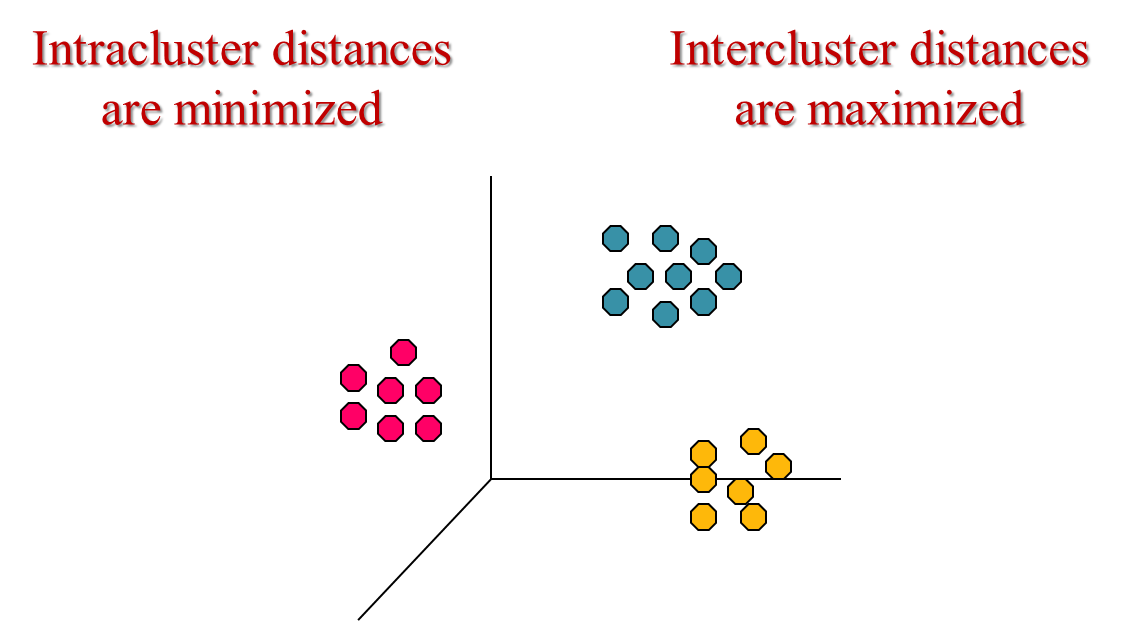 Intracluster distances
are minimized
Intercluster distances
are maximized